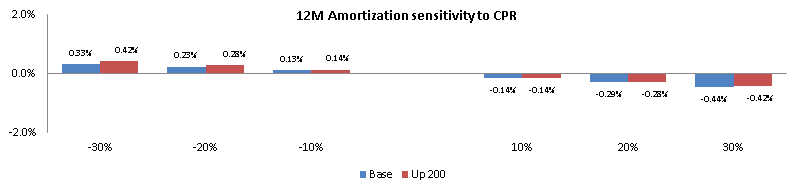 12M Amortization sensitivity to CPR
2.0%
0.33% 0.42% 0.23% 0.28% 0.13% 0.14%
0.0%
-0.14% -0.14% -0.29% -0.28% -0.44% -0.42%
-2.0%
-30% -20% -10% 10% 20% 30%
Base Up 200